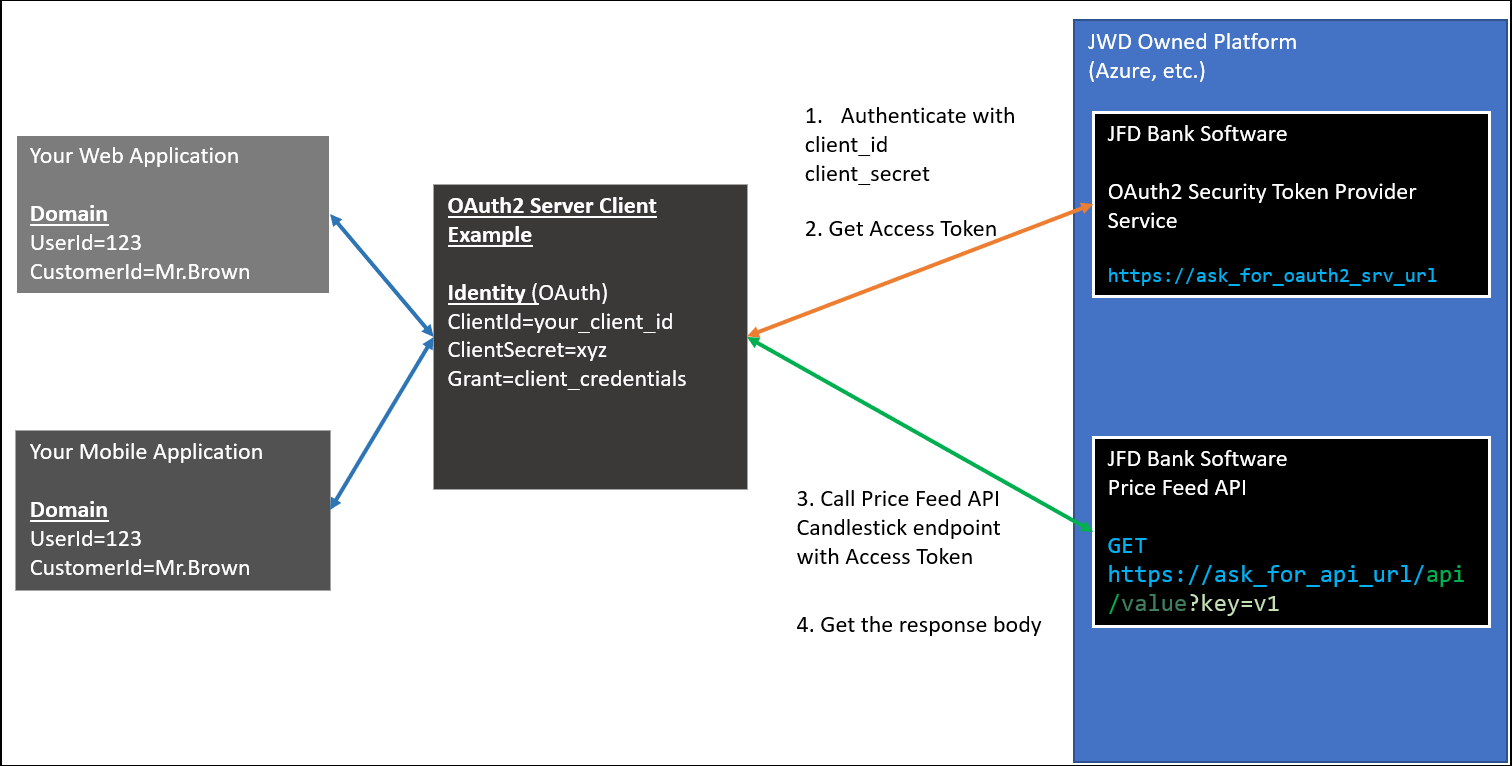 JWD Owned Platform
(Azure, etc.)
1. Authenticate with
client_id
client_secret
2. Get Access Token
JFD Bank Software
OAuth2 Security Token Provider
Service
https://ask_for_oauth2_srv_url
Your Web Application
Domain
UserId=123
CustomerId=Mr.Brown
OAuth2 Server Client
Example
Identity (OAuth)
ClientId=your_client_id
ClientSecret=xyz
Grant=client_credentials
Your Mobile Application
Domain
UserId=123
CustomerId=Mr.Brown
3. Call Price Feed API
Candlestick endpoint
with Access Token
4. Get the response body
JFD Bank Software
Price Feed API
GET
https://ask_for_api_url/api
/value?key=v1